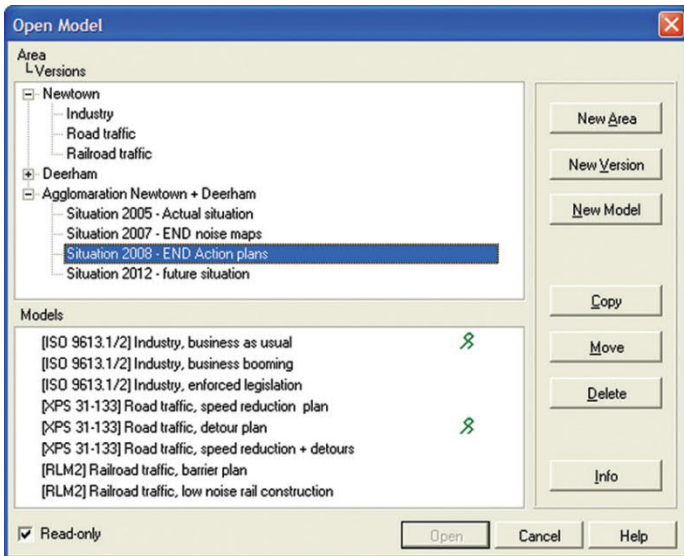 Open Model
Area
Versions
Newtown
Industry
Road traffic
Railroad traffic
Deerham
Agglomaration Newtown + Deerham
Situation 2005 - Actual situation
Situation 2007 - END noise maps
Situation 2008 - END Action plans
Situation 2012 - future situation
New Area
New Version
New Model
Copy
Move
Delete
Info
Models
[ISO 9613.1/2] Industry, business as usual
[ISO 9613.1/2] Industry, business booming
[ISO 9613.1/2] Industry, enforced legislation
[XPS 31-133] Road traffic, speed reduction plan
[XPS 31-133] Road traffic, detour plan
[XPS 31-133] Road traffic, speed reduction + detours
[RLM2] Railroad traffic, barrier plan
[RLM2] Railroad traffic, low noise rail construction
Read-only
Open
Cancel
Help